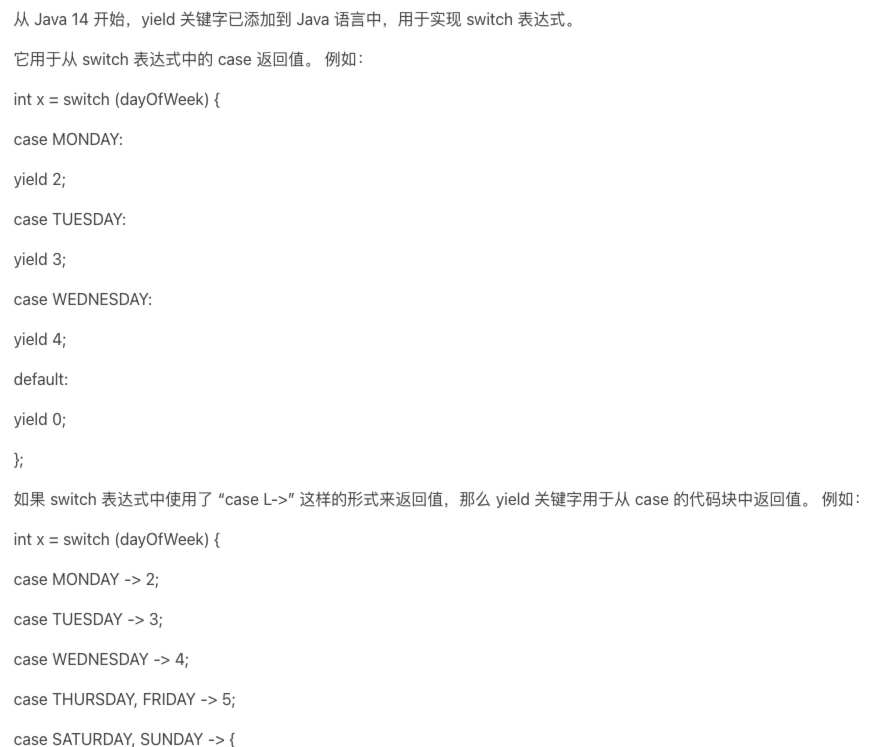 从 Java 14 开始，yield 关键字已添加到 Java 语言中，用于实现 switch 表达式。
它用于从 switch 表达式中的 case 返回值。 例如：
int x = switch (dayOfWeek) {
case MONDAY:
yield 2;
case TUESDAY:
yield 3;
case WEDNESDAY:
yield 4;
default:
yield 0;
};
如果 switch 表达式中使用了 “case L->” 这样的形式来返回值，那么 yield 关键字用于从 case 的代码块中返回值。 例如：
int x = switch (dayOfWeek) {
case MONDAY -> 2;
case TUESDAY -> 3;
case WEDNESDAY -> 4;
case THURSDAY, FRIDAY -> 5;
case SATURDAY, SUNDAY -> {